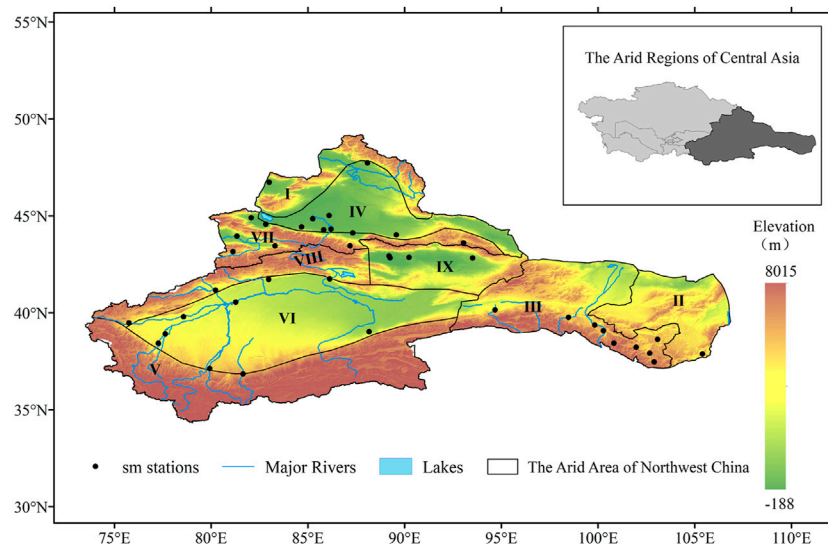 55°N
50°N
45°N
40°N
35°N
30°N
The Arid Regions of Central Asia
I
IV
VII
VIII
IX
VI
III
II
V
Elevation
（m）
8015
-188
sm stations
Major Rivers
Lakes
The Arid Area of Northwest China
75°E
80°E
85°E
90°E
95°E
100°E
105°E
110°E